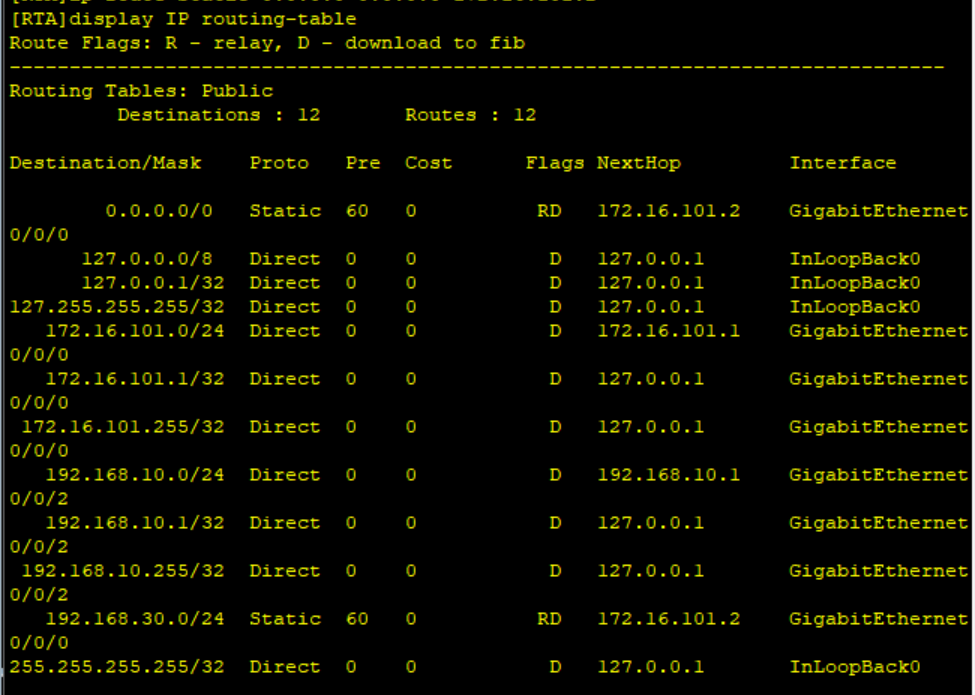 [RTA]display IP routing-table
Route Flags: R - relay, D - download to fib
------------------------------------------------------------------------------
Routing Tables: Public
         Destinations : 12       Routes : 12

Destination/Mask    Proto   Pre  Cost      Flags NextHop         Interface

        0.0.0.0/0   Static  60   0          RD   172.16.101.2    GigabitEthernet
0/0/0
      127.0.0.0/8   Direct  0    0           D   127.0.0.1       InLoopBack0
      127.0.0.1/32  Direct  0    0           D   127.0.0.1       InLoopBack0
127.255.255.255/32  Direct  0    0           D   127.0.0.1       InLoopBack0
   172.16.101.0/24  Direct  0    0           D   172.16.101.1    GigabitEthernet
0/0/0
   172.16.101.1/32  Direct  0    0           D   127.0.0.1       GigabitEthernet
0/0/0
 172.16.101.255/32  Direct  0    0           D   127.0.0.1       GigabitEthernet
0/0/0
   192.168.10.0/24  Direct  0    0           D   192.168.10.1    GigabitEthernet
0/0/2
   192.168.10.1/32  Direct  0    0           D   127.0.0.1       GigabitEthernet
0/0/2
 192.168.10.255/32  Direct  0    0           D   127.0.0.1       GigabitEthernet
0/0/2
   192.168.30.0/24  Static  60   0          RD   172.16.101.2    GigabitEthernet
0/0/0
255.255.255.255/32  Direct  0    0           D   127.0.0.1       InLoopBack0